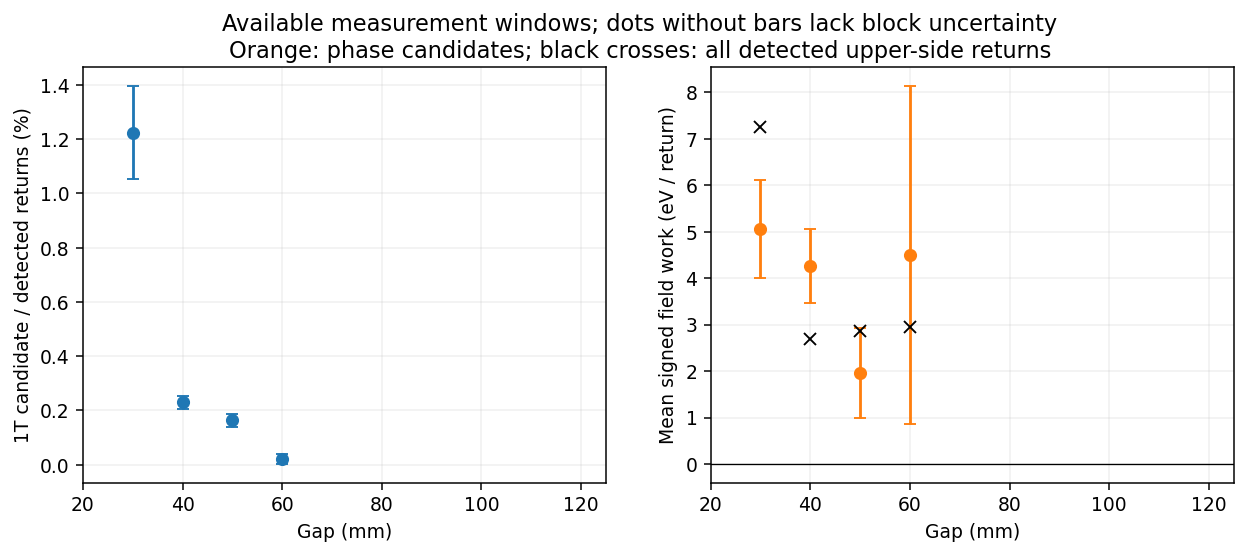 Available measurement windows; dots without bars lack block uncertainty
Orange: phase candidates; black crosses: all detected upper-side returns
1T candidate / detected returns (%)
1.4
1.2
1.0
0.8
0.6
0.4
0.2
0.0
20 40 60 80 100 120
Gap (mm)
Mean signed field work (eV / return)
8
7
6
5
4
3
2
1
0
20 40 60 80 100 120
Gap (mm)